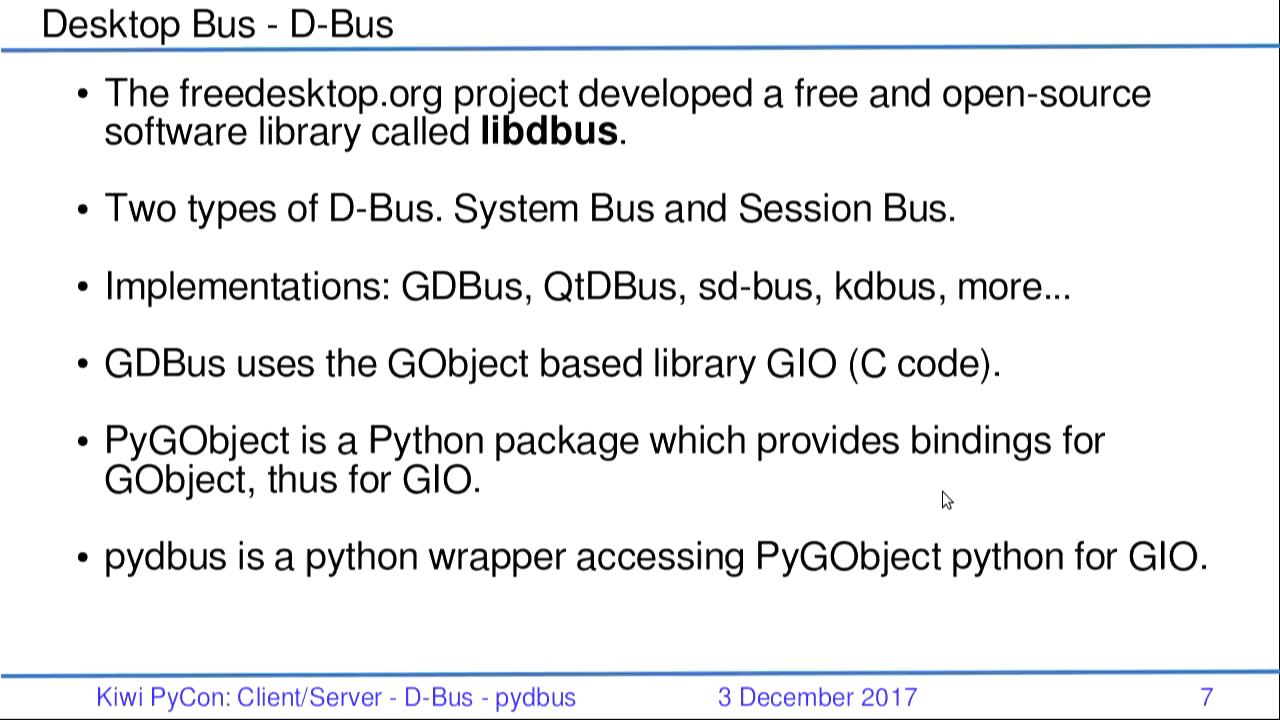 Desktop Bus - D-Bus
• The freedesktop.org project developed a free and open-source
software library called libdbus.
• Two types of D-Bus. System Bus and Session Bus.
• Implementations: GDBus, QtDBus, sd-bus, kdbus, more...
• GDBus uses the GObject based library GIO (C code).
• PyGObject is a Python package which provides bindings for
GObject, thus for GIO.
• pydbus is a python wrapper accessing PyGObject python for GIO.
Kiwi PyCon: Client/Server - D-Bus - pydbus 3 December 2017 7